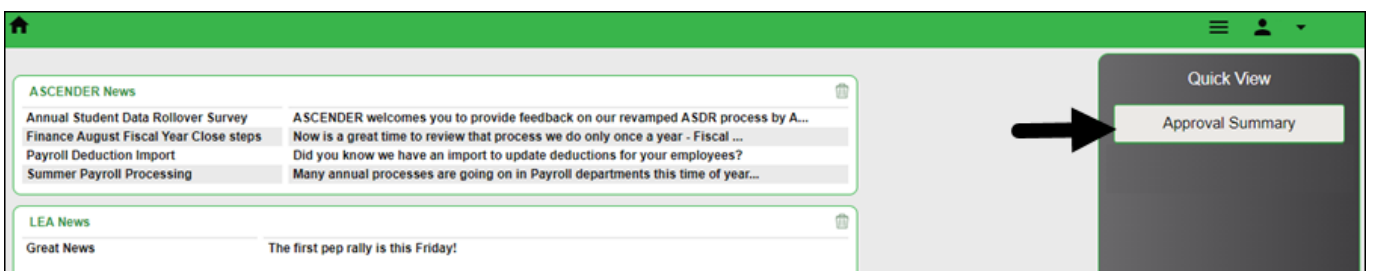 Quick View
Approval Summary
ASCENDER News
Annual Student Data Rollover Survey ASCENDER welcomes you to provide feedback on our revamped ASDR process by A...
Finance August Fiscal Year Close steps Now is a great time to review that process we do only once a year - Fiscal ...
Payroll Deduction Import Did you know we have an import to update deductions for your employees?
Summer Payroll Processing Many annual processes are going on in Payroll departments this time of year...
LEA News
Great News The first pep rally is this Friday!